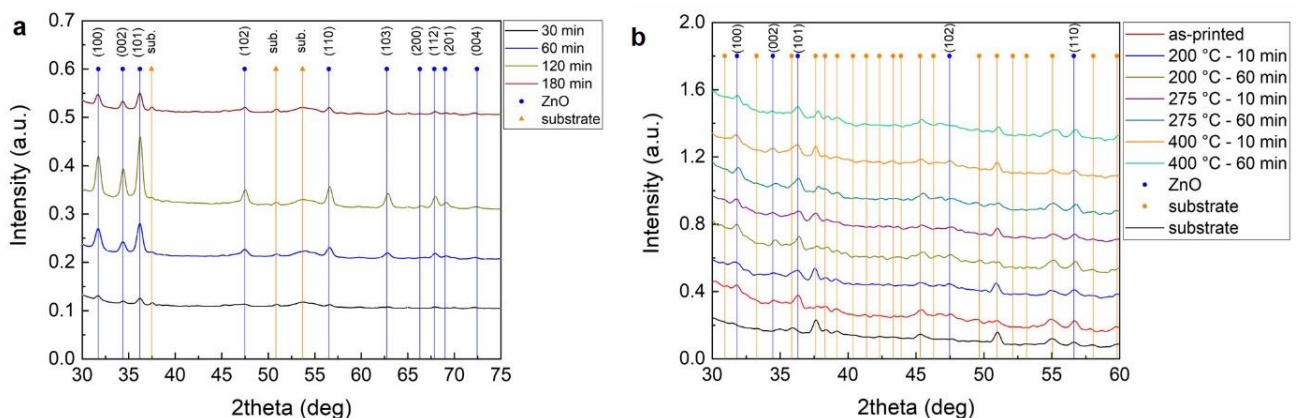 a
(100)
(002)
(101)
sub.
(102)
sub.
sub.
(110)
(103)
(200)
(112)
(201)
(004)
30 min
60 min
120 min
180 min
ZnO
substrate
0.6
0.5
0.4
0.3
0.2
0.1
0.0
Intensity (a.u.)
30 35 40 45 50 55 60 65 70 75
2theta (deg)
b
(100)
(002)
(101)
(102)
(110)
as-printed
200 °C - 10 min
200 °C - 60 min
275 °C - 10 min
275 °C - 60 min
400 °C - 10 min
400 °C - 60 min
ZnO
substrate
substrate
2.0
1.6
1.2
0.8
0.4
0.0
Intensity (a.u.)
30 35 40 45 50 55 60
2theta (deg)